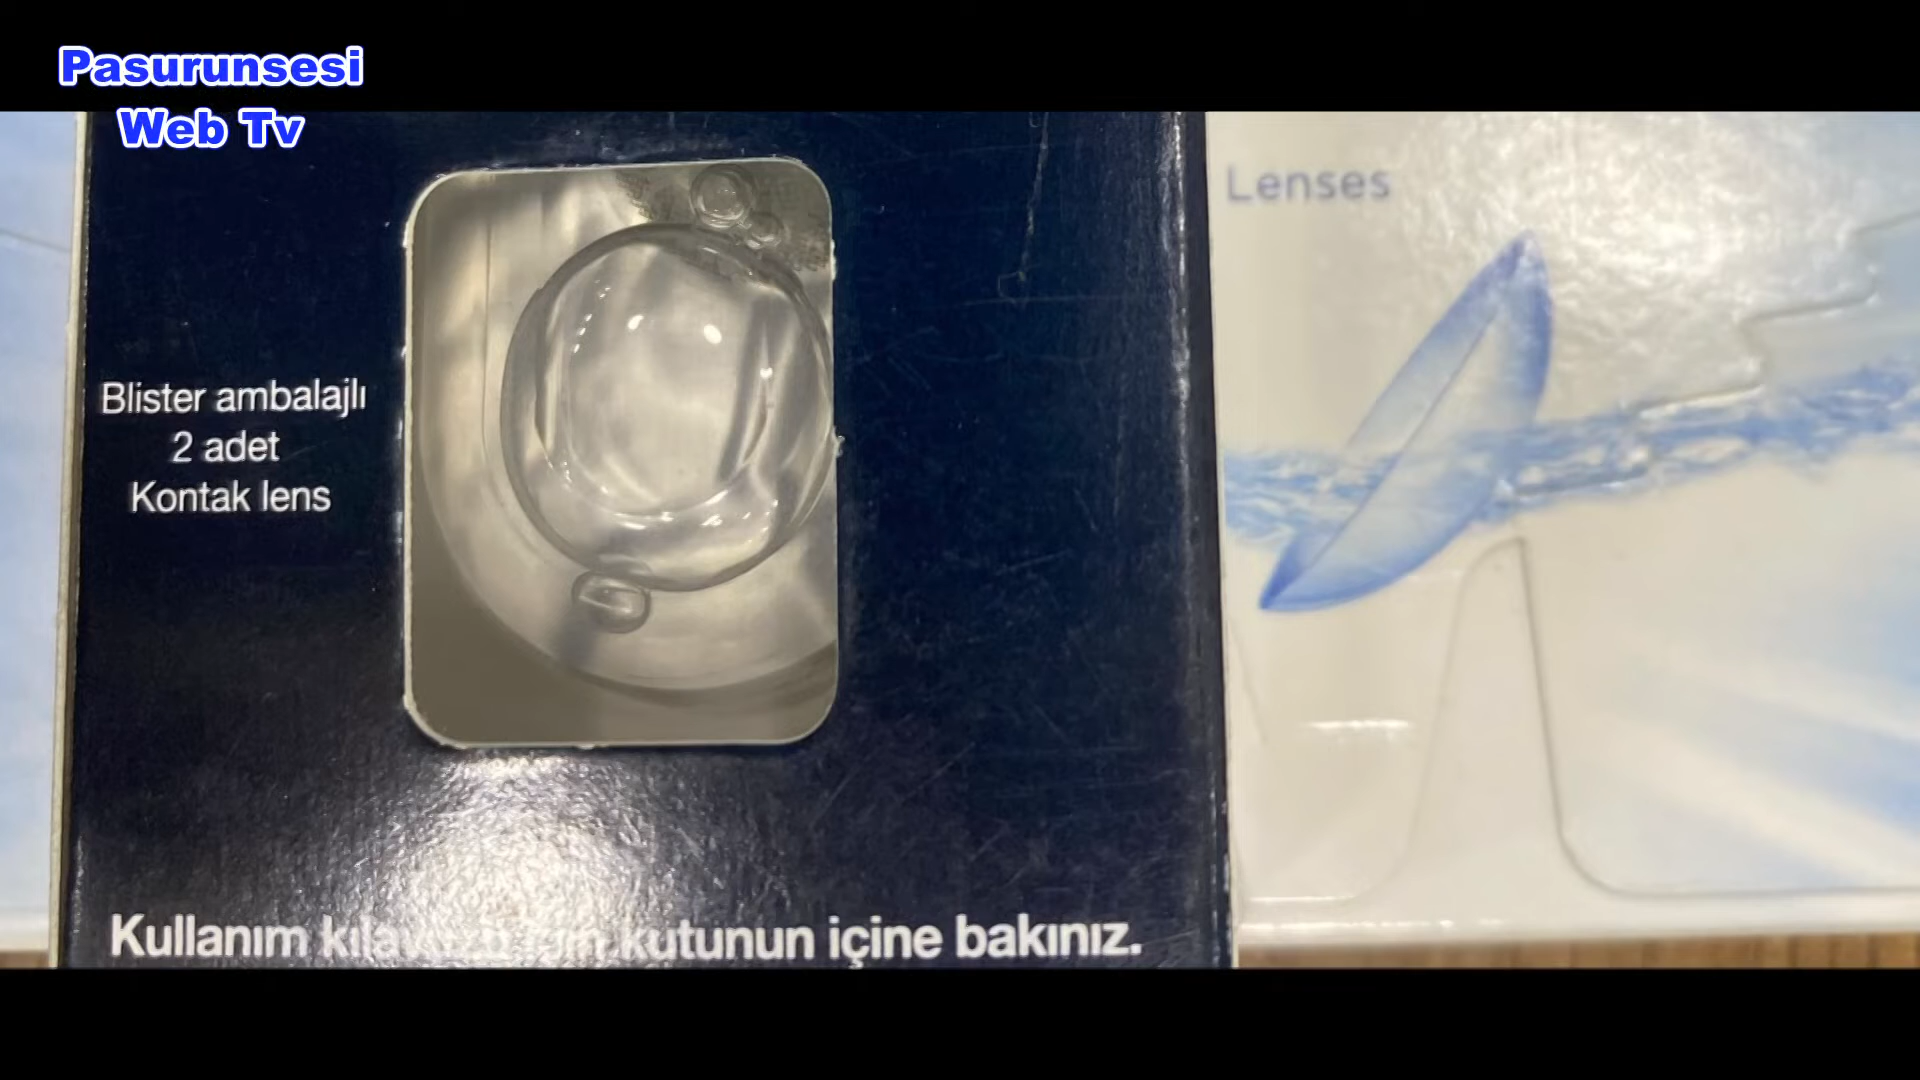 Pasurunsesi
Web Tv
Lenses
Blister ambalajlı
2 adet
Kontak lens
Kullanım kutunun içine bakınız.